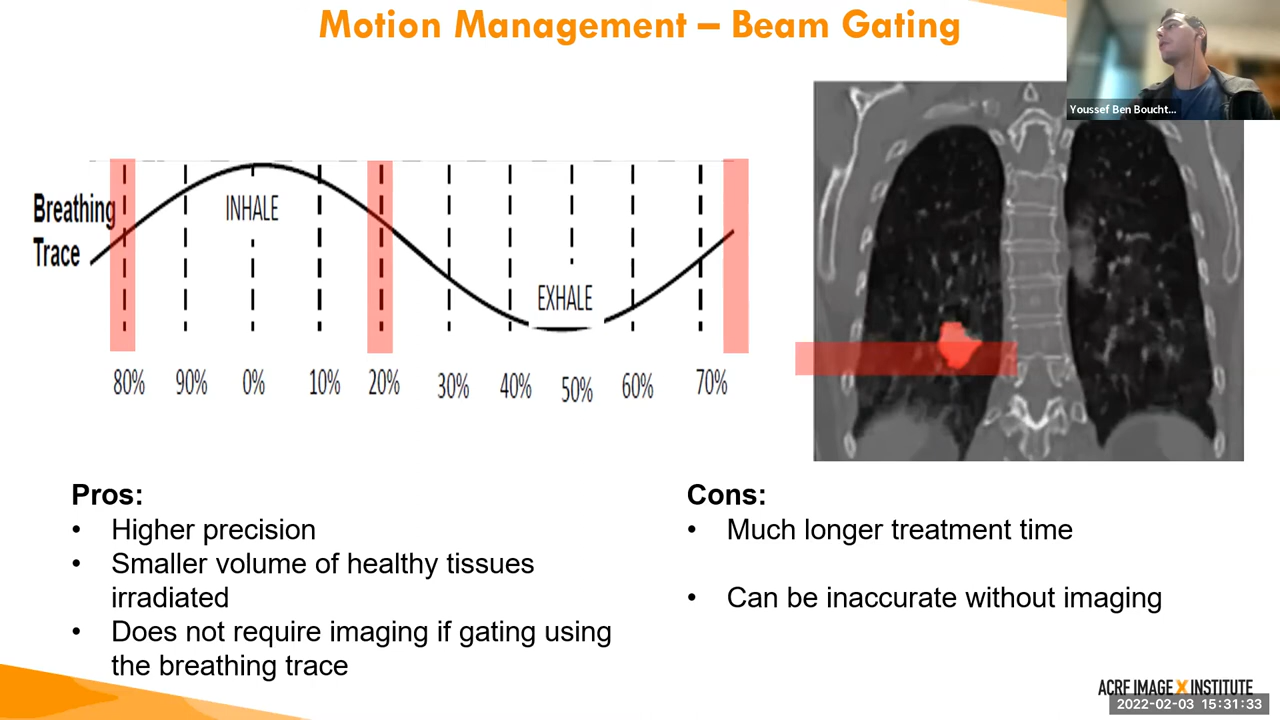 Motion Management – Beam Gating
Youssef Ben Boucht...
Breathing
Trace
INHALE
EXHALE
80% 90% 0% 10% 20% 30% 40% 50% 60% 70%
Pros:
• Higher precision
• Smaller volume of healthy tissues
irradiated
• Does not require imaging if gating using
the breathing trace
Cons:
• Much longer treatment time
• Can be inaccurate without imaging
ACRF IMAGE X INSTITUTE
2022-02-03 15:31:33